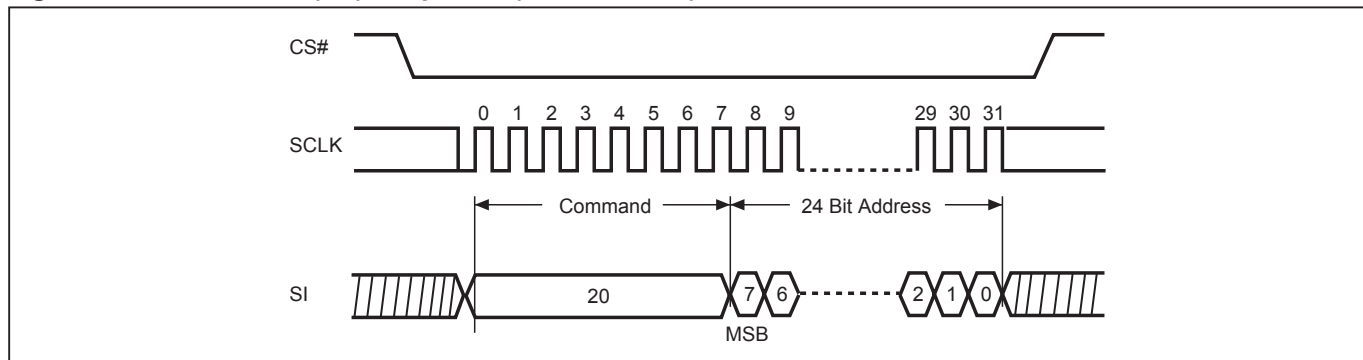 CS#
0 1 2 3 4 5 6 7 8 9 29 30 31
SCLK
Command 24 Bit Address
SI 20 7 6 2 1 0
MSB